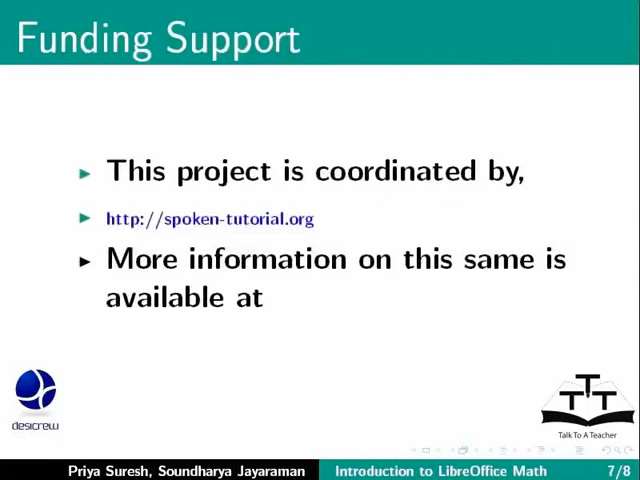 Funding Support
This project is coordinated by,
http://spoken-tutorial.org
More information on this same is
available at
desicrew
TTT
Talk To A Teacher
Priya Suresh, Soundharya Jayaraman Introduction to LibreOffice Math 7/8